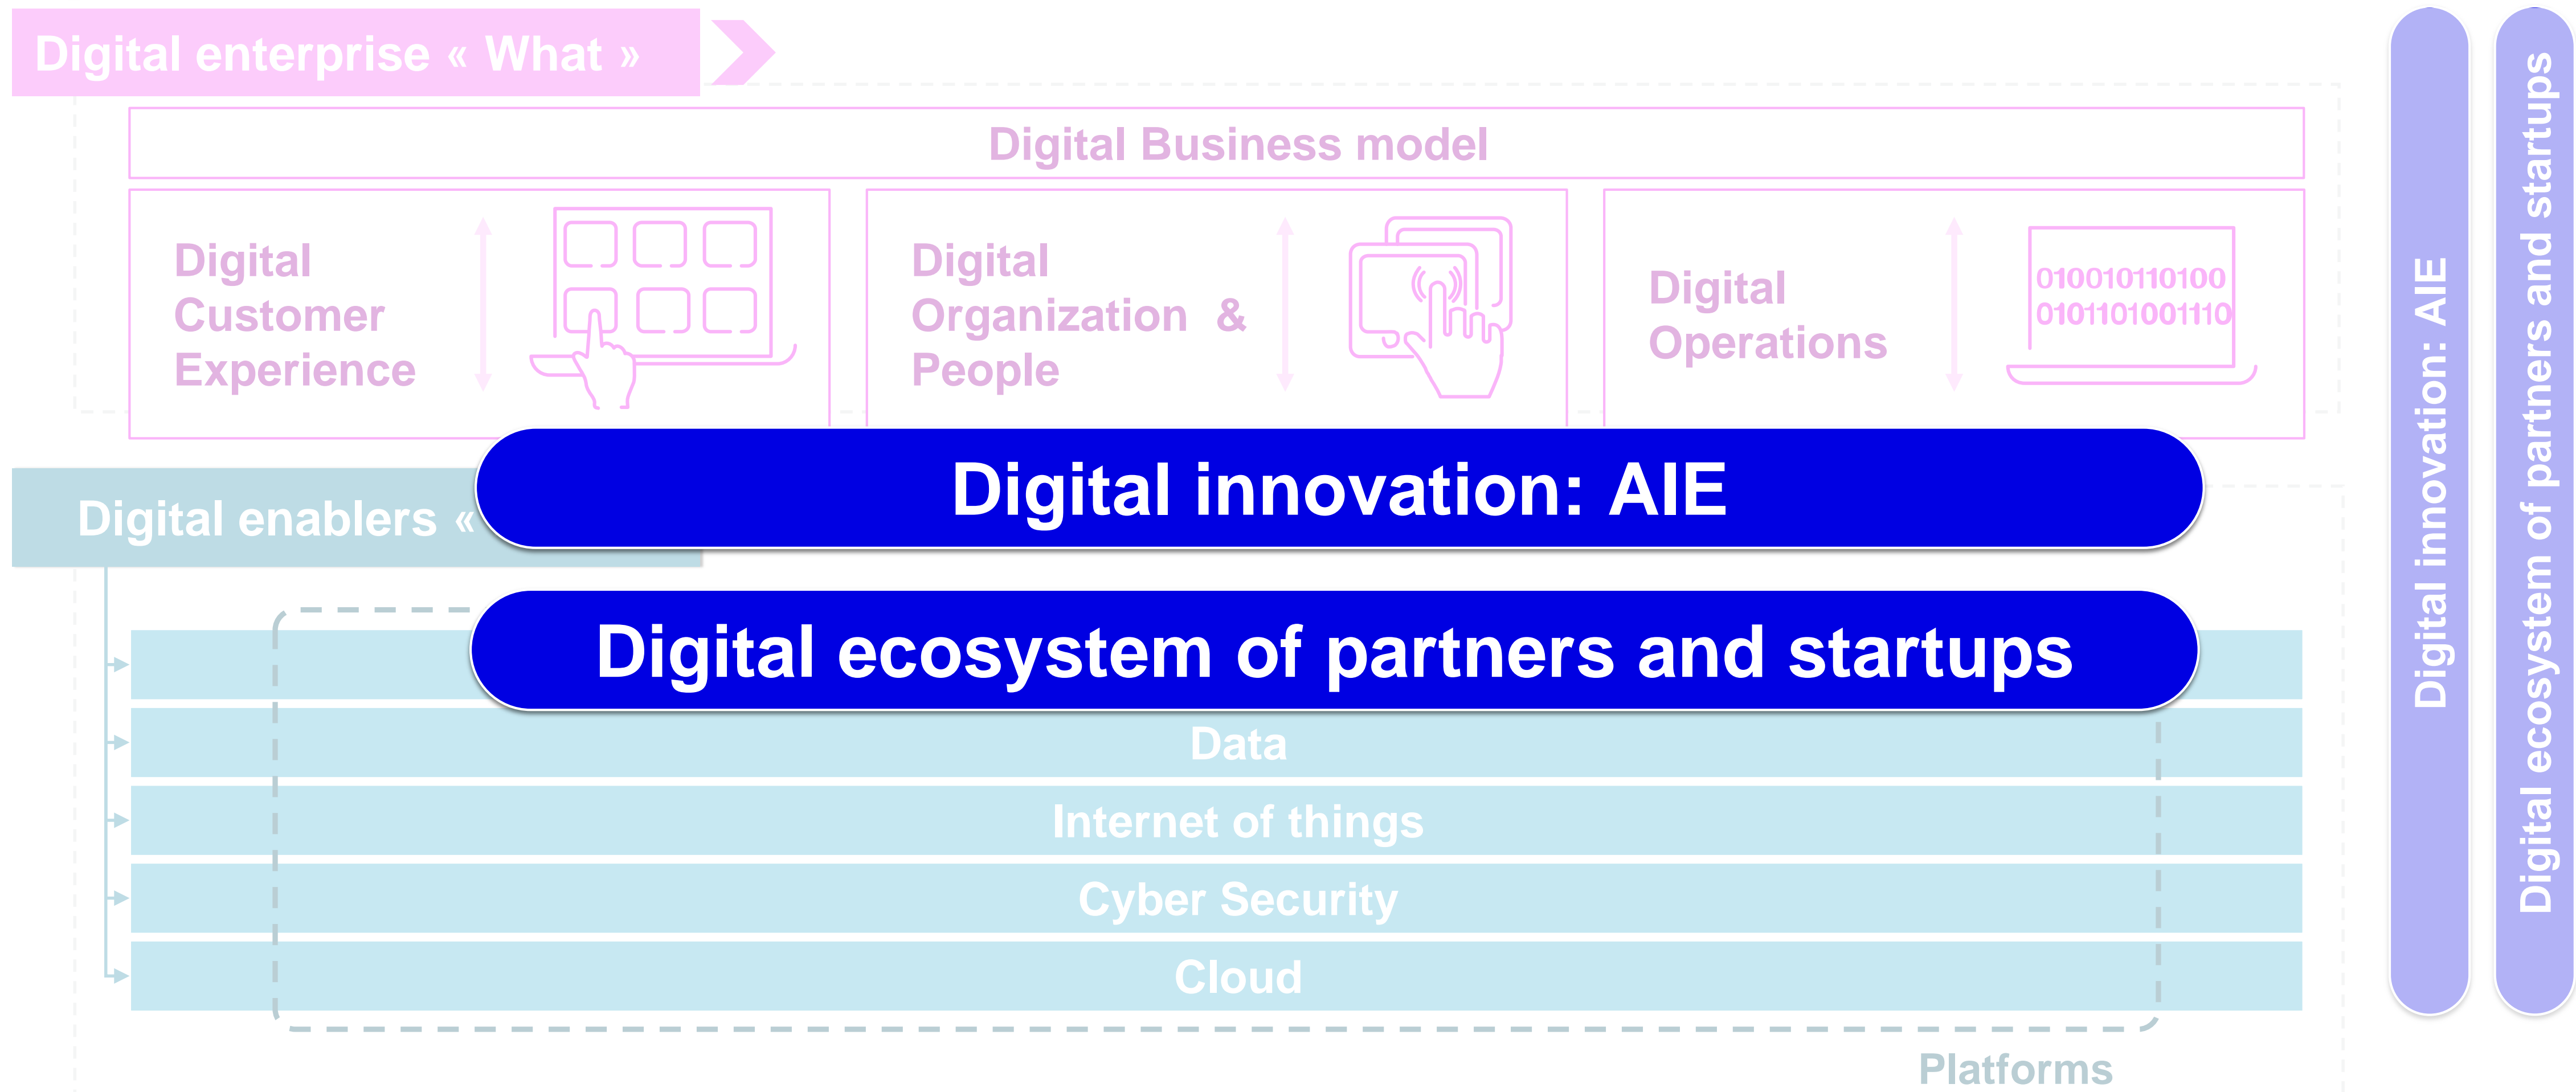 Digital enterprise « What »
Digital Business model
Digital
Customer
Experience
Digital
Organization &
People
Digital
Operations
010010110100
0101101001110
Digital innovation: AIE
Digital enablers «
Digital ecosystem of partners and startups
Data
Internet of things
Cyber Security
Cloud
Platforms
Digital innovation: AIE
Digital ecosystem of partners and startups